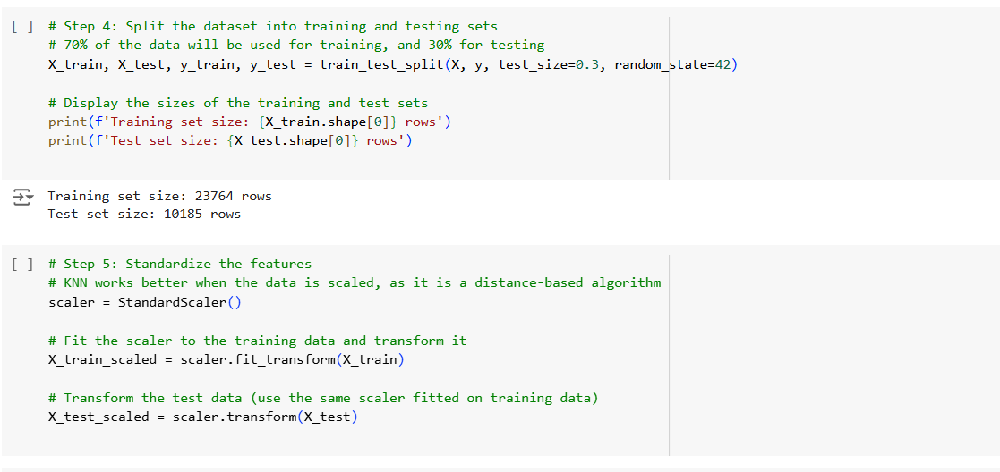 [ ] # Step 4: Split the dataset into training and testing sets
# 70% of the data will be used for training, and 30% for testing
X_train, X_test, y_train, y_test = train_test_split(X, y, test_size=0.3, random_state=42)
# Display the sizes of the training and test sets
print(f'Training set size: {X_train.shape[0]} rows')
print(f'Test set size: {X_test.shape[0]} rows')
Training set size: 23764 rows
Test set size: 10185 rows
[ ] # Step 5: Standardize the features
# KNN works better when the data is scaled, as it is a distance-based algorithm
scaler = StandardScaler()
# Fit the scaler to the training data and transform it
X_train_scaled = scaler.fit_transform(X_train)
# Transform the test data (use the same scaler fitted on training data)
X_test_scaled = scaler.transform(X_test)